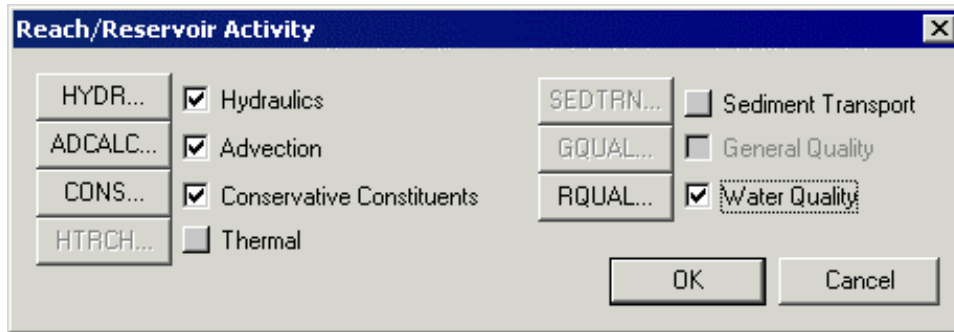 Reach/Reservoir Activity
HYDR... Hydraulics
ADCALC... Advection
CONS... Conservative Constituents
HTRCH... Thermal
SEDTRN... Sediment Transport
GQUAL... General Quality
RQUAL... Water Quality
OK Cancel